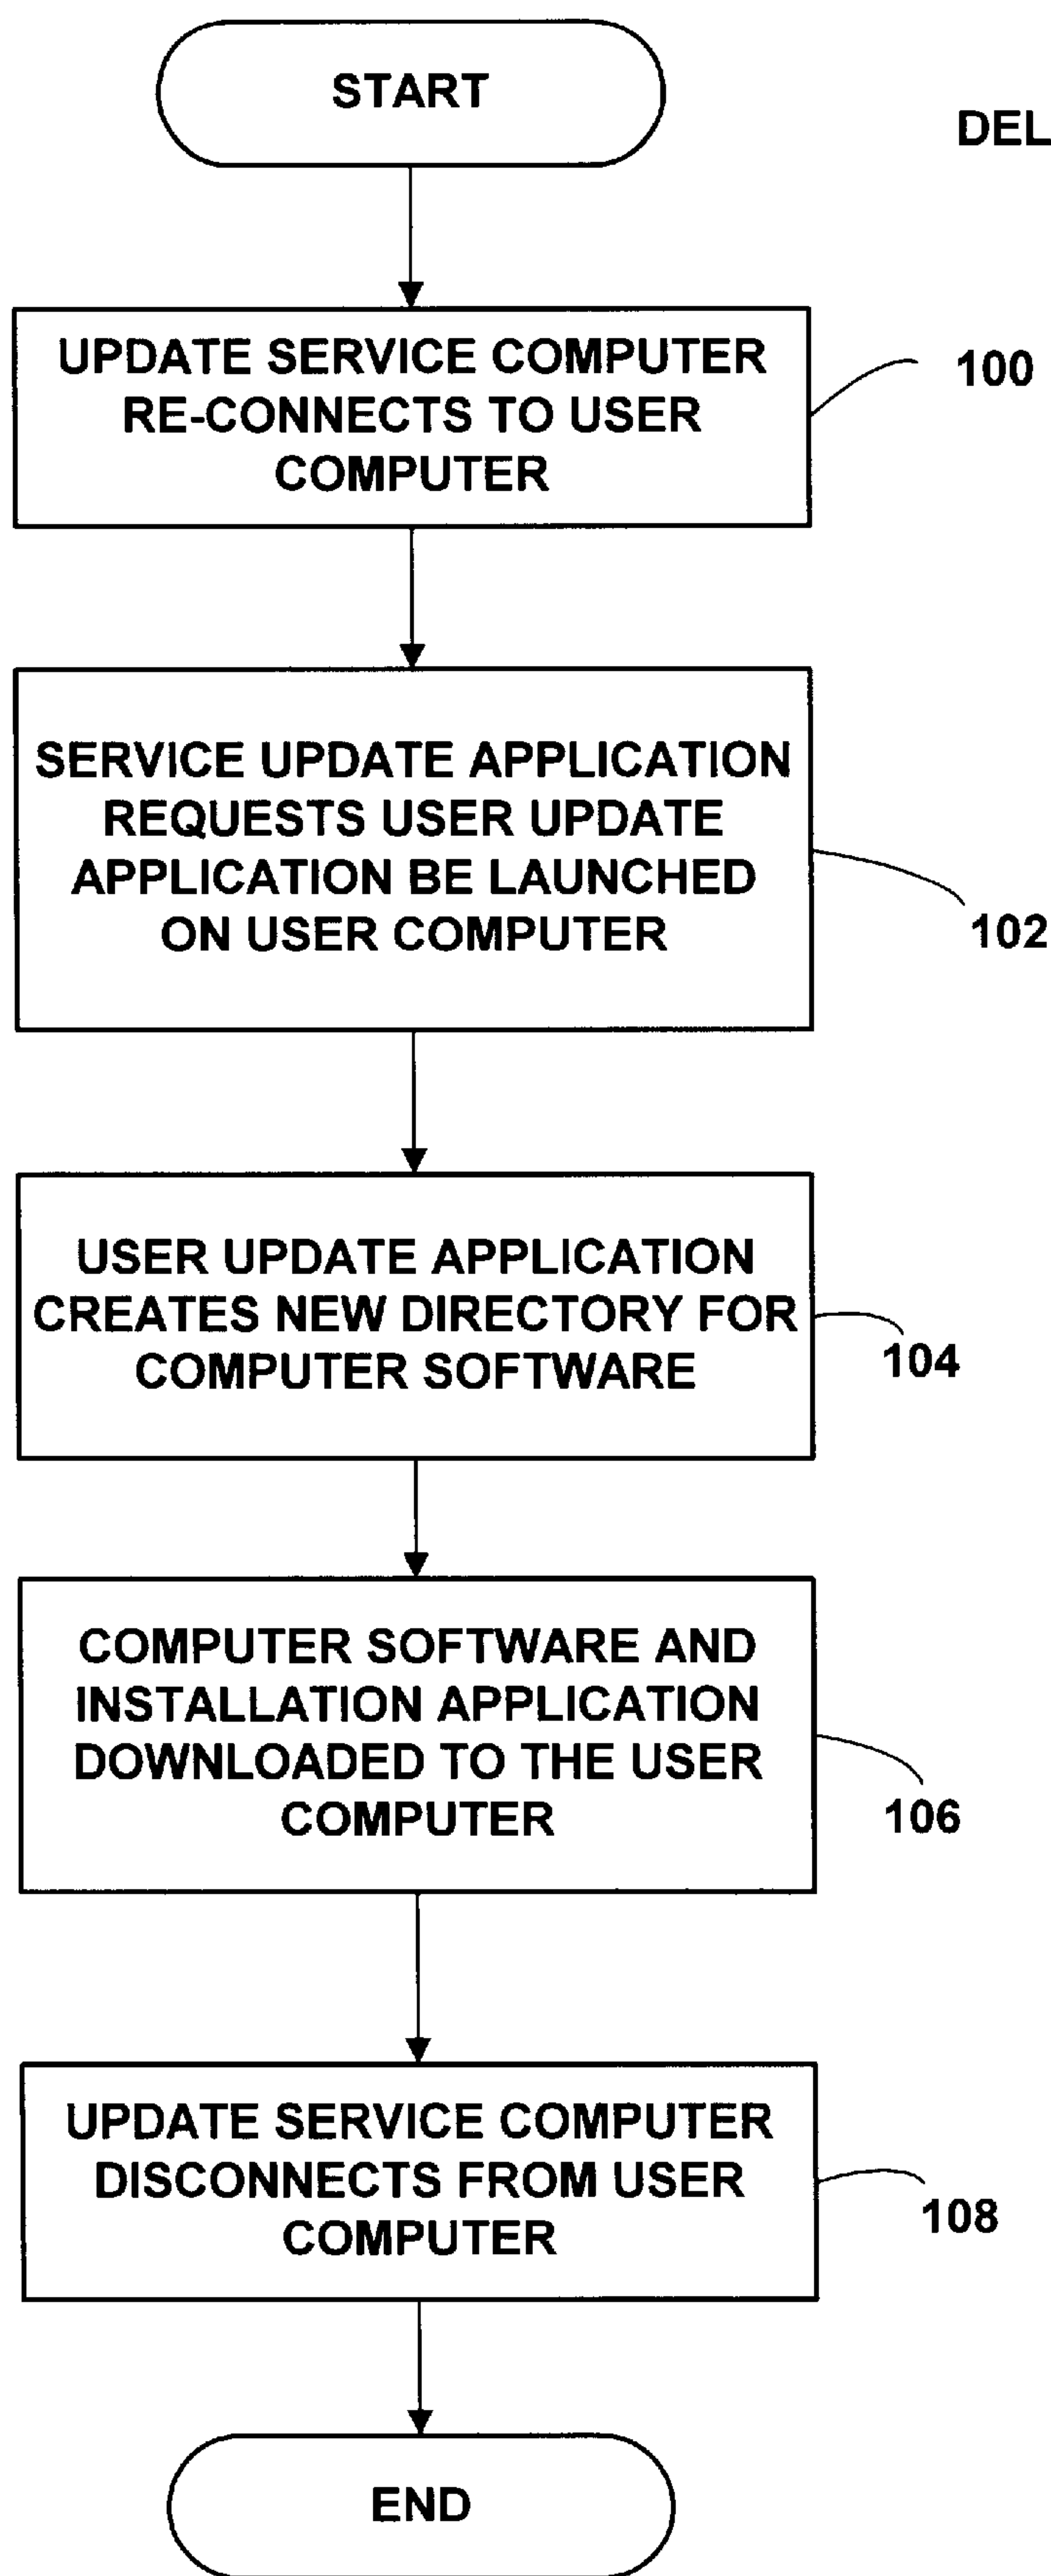 START
DEL
UPDATE SERVICE COMPUTER
RE-CONNECTS TO USER
COMPUTER
100
SERVICE UPDATE APPLICATION
REQUESTS USER UPDATE
APPLICATION BE LAUNCHED
ON USER COMPUTER
102
USER UPDATE APPLICATION
CREATES NEW DIRECTORY FOR
COMPUTER SOFTWARE
104
COMPUTER SOFTWARE AND
INSTALLATION APPLICATION
DOWNLOADED TO THE USER
COMPUTER
106
UPDATE SERVICE COMPUTER
DISCONNECTS FROM USER
COMPUTER
108
END